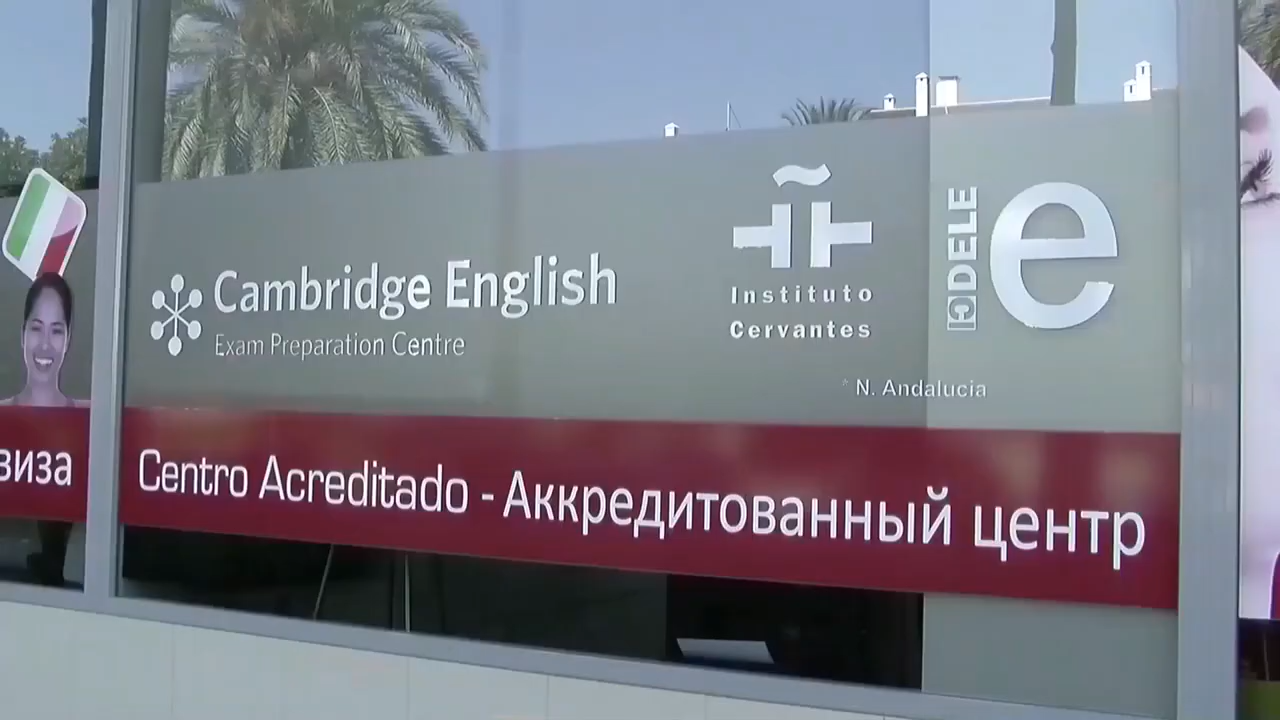 Cambridge English
Exam Preparation Centre
Instituto
Cervantes
DELE
e
* N. Andalucia
виза
Centro Acreditado - Аккредитованный центр